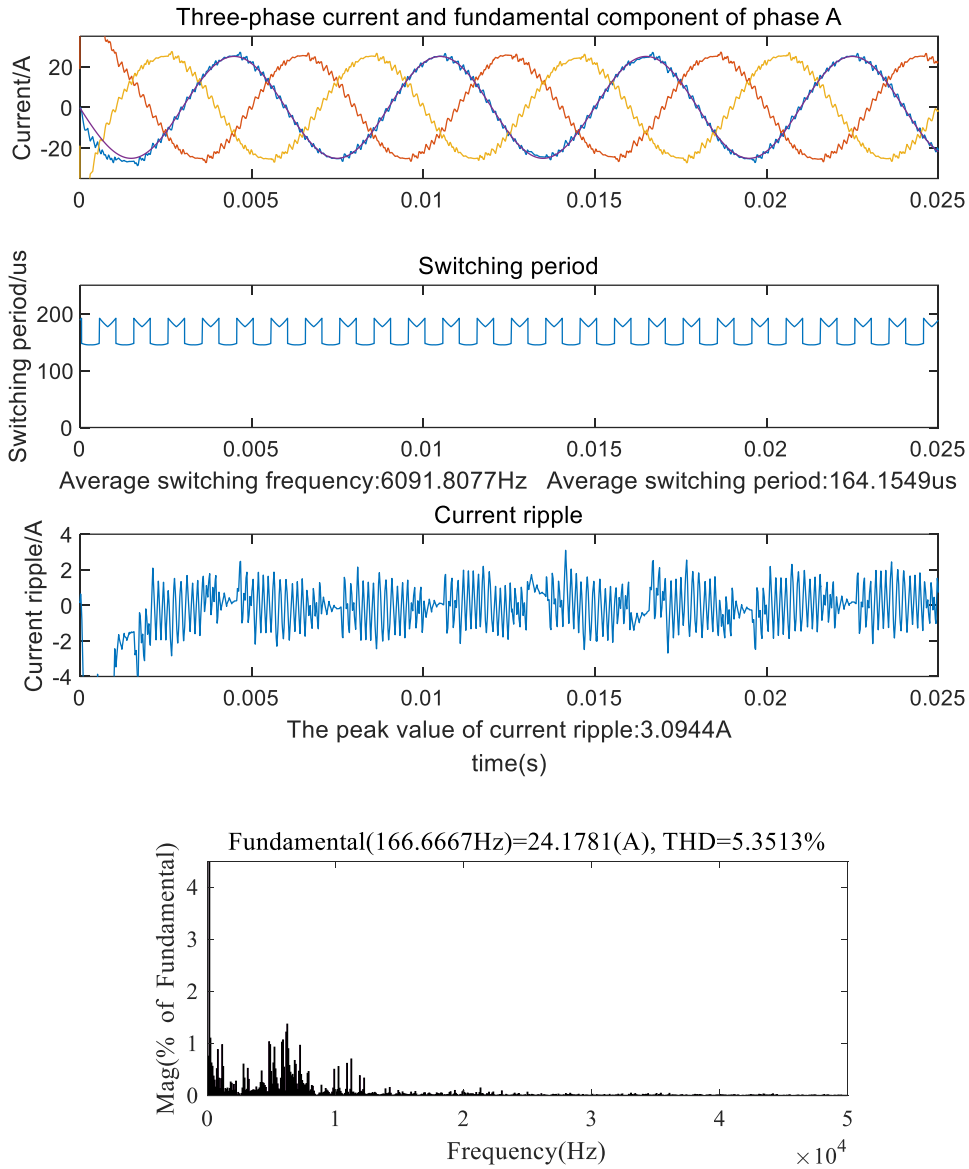 Three-phase current and fundamental component of phase A
Current/A
20
0
-20
0 0.005 0.01 0.015 0.02 0.025
Switching period
Switching period/us
200
100
0
0 0.005 0.01 0.015 0.02 0.025
Average switching frequency:6091.8077Hz Average switching period:164.1549us
Current ripple
Current ripple/A
4
2
0
-2
-4
0 0.005 0.01 0.015 0.02 0.025
The peak value of current ripple:3.0944A
time(s)
Fundamental(166.6667Hz)=24.1781(A), THD=5.3513%
Mag(% of Fundamental)
4
3
2
1
0
0 1 2 3 4 5
Frequency(Hz)
×10^4